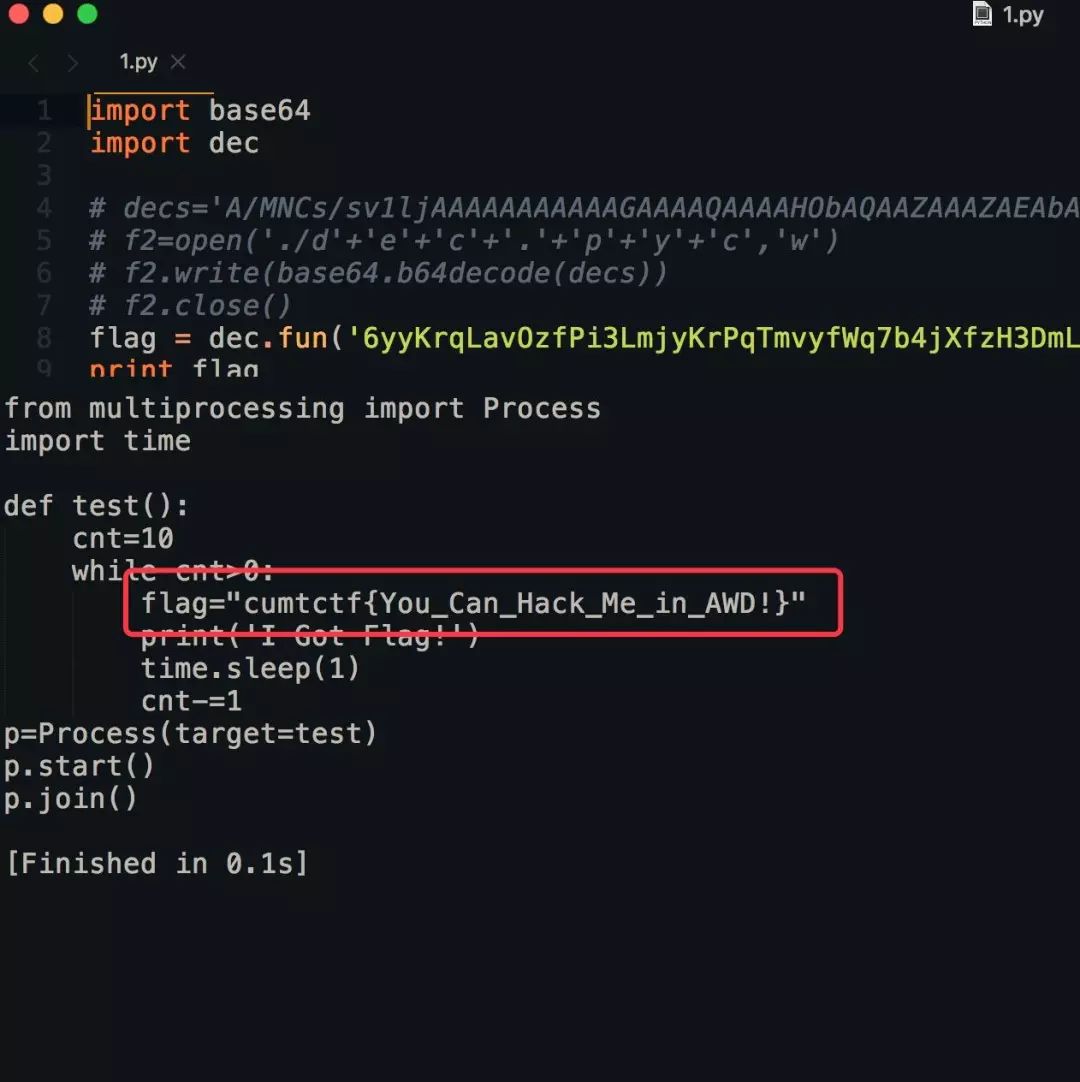 1.py
1.py
1 import base64
2 import dec
3
4 # decs='A/MNCs/sv1ljAAAAAAAAAAAGAAAAQAAAAHObAQAAZAAAZAEAbA
5 # f2=open('./d'+'e'+'c'+'.'+'p'+'y'+'c','w')
6 # f2.write(base64.b64decode(decs))
7 # f2.close()
8 flag = dec.fun('6yyKrqLavOzfPi3LmjyKrPqTmvyfWq7b4jXfzH3DmL
9 print flag
from multiprocessing import Process
import time
def test():
    cnt=10
    while cnt>0:
        flag="cumtctf{You_Can_Hack_Me_in_AWD!}"
        print('I Got Flag!')
        time.sleep(1)
        cnt-=1
p=Process(target=test)
p.start()
p.join()
[Finished in 0.1s]